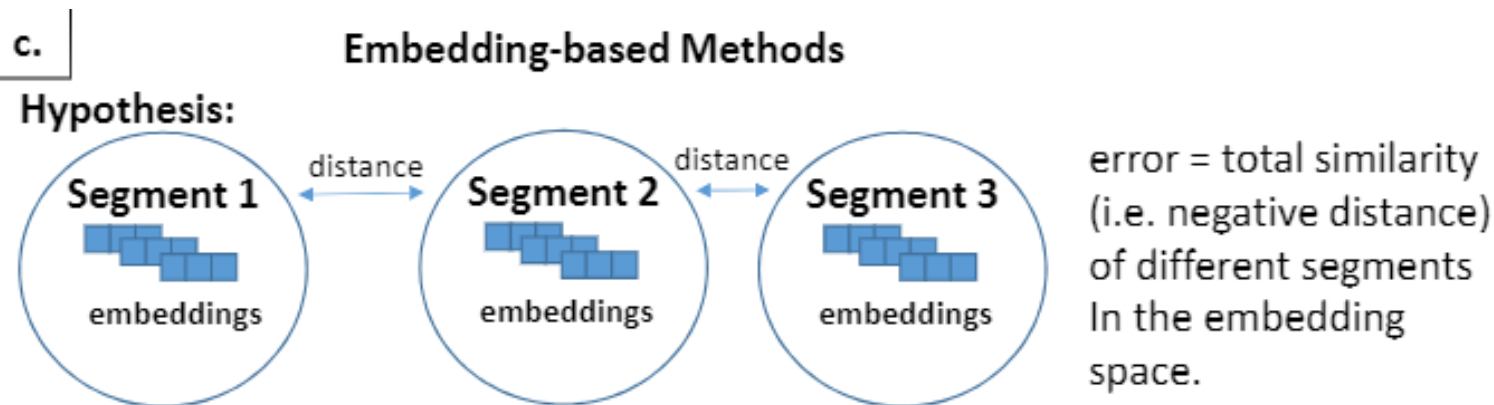 c.
Embedding-based Methods
Hypothesis:
distance
distance
Segment 1
Segment 2
Segment 3
embeddings
embeddings
embeddings
error = total similarity
(i.e. negative distance)
of different segments
In the embedding
space.